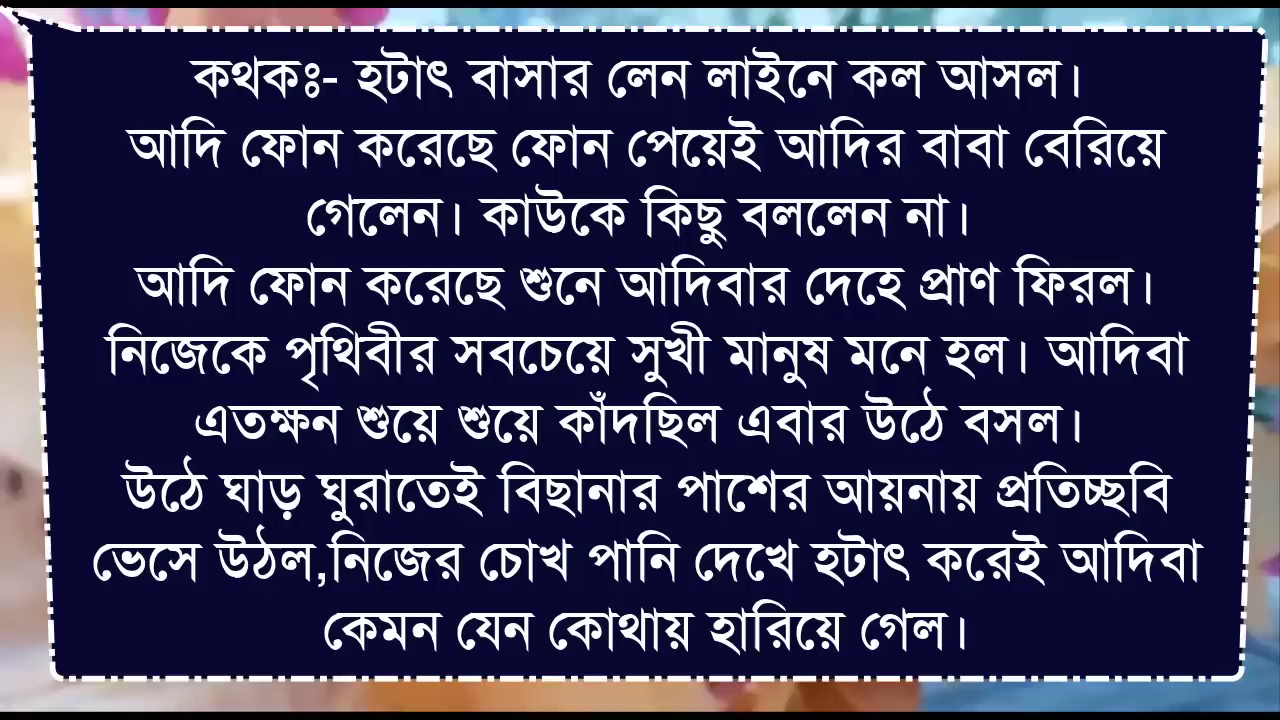 কথকঃ- হটাৎ বাসার লেন লাইনে কল আসল।
আদি ফোন করেছে ফোন পেয়েই আদির বাবা বেরিয়ে
গেলেন। কাউকে কিছু বললেন না।
আদি ফোন করেছে শুনে আদিবার দেহে প্রাণ ফিরল।
নিজেকে পৃথিবীর সবচেয়ে সুখী মানুষ মনে হল। আদিবা
এতক্ষন শুয়ে শুয়ে কাঁদছিল এবার উঠে বসল।
উঠে ঘাড় ঘুরাতেই বিছানার পাশের আয়নায় প্রতিচ্ছবি
ভেসে উঠল,নিজের চোখ পানি দেখে হটাৎ করেই আদিবা
কেমন যেন কোথায় হারিয়ে গেল।